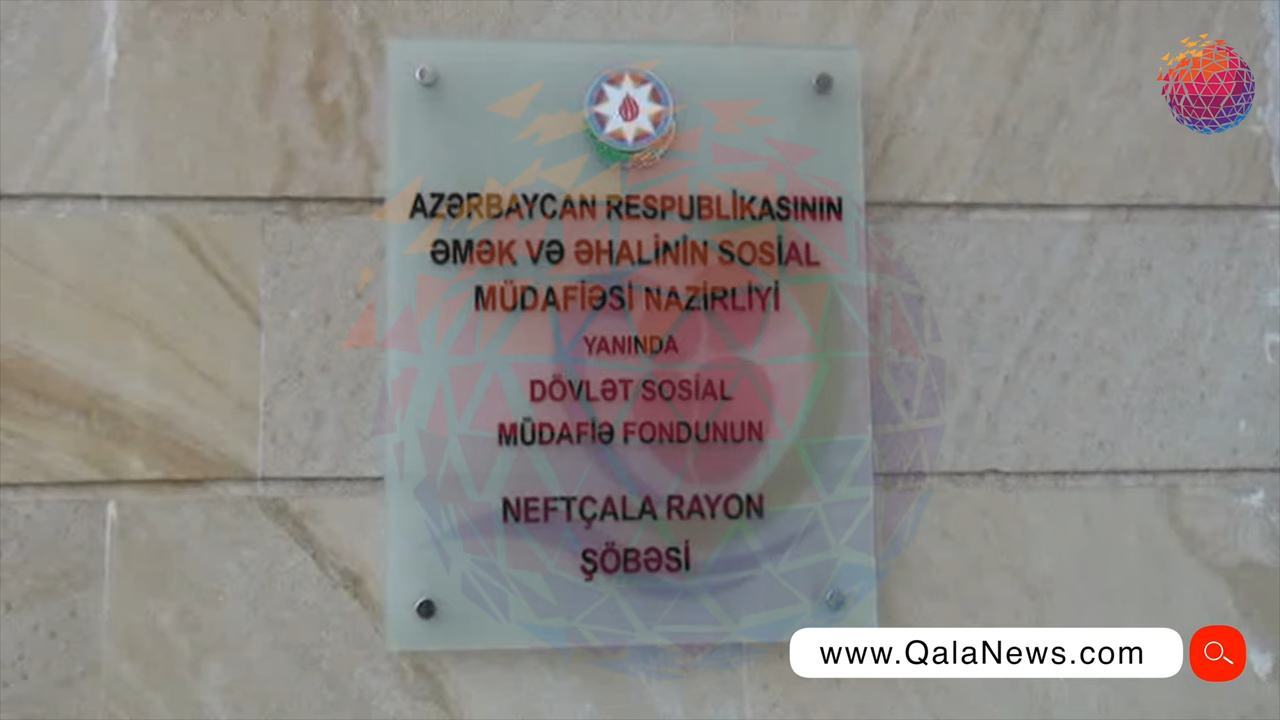 AZƏRBAYCAN RESPUBLİKASININ
ƏMƏK VƏ ƏHALİNİN SOSİAL
MÜDAFİƏSİ NAZİRLİYİ
YANINDA
DÖVLƏT SOSİAL
MÜDAFİƏ FONDUNUN
NEFTÇALA RAYON
ŞÖBƏSİ
www.QalaNews.com